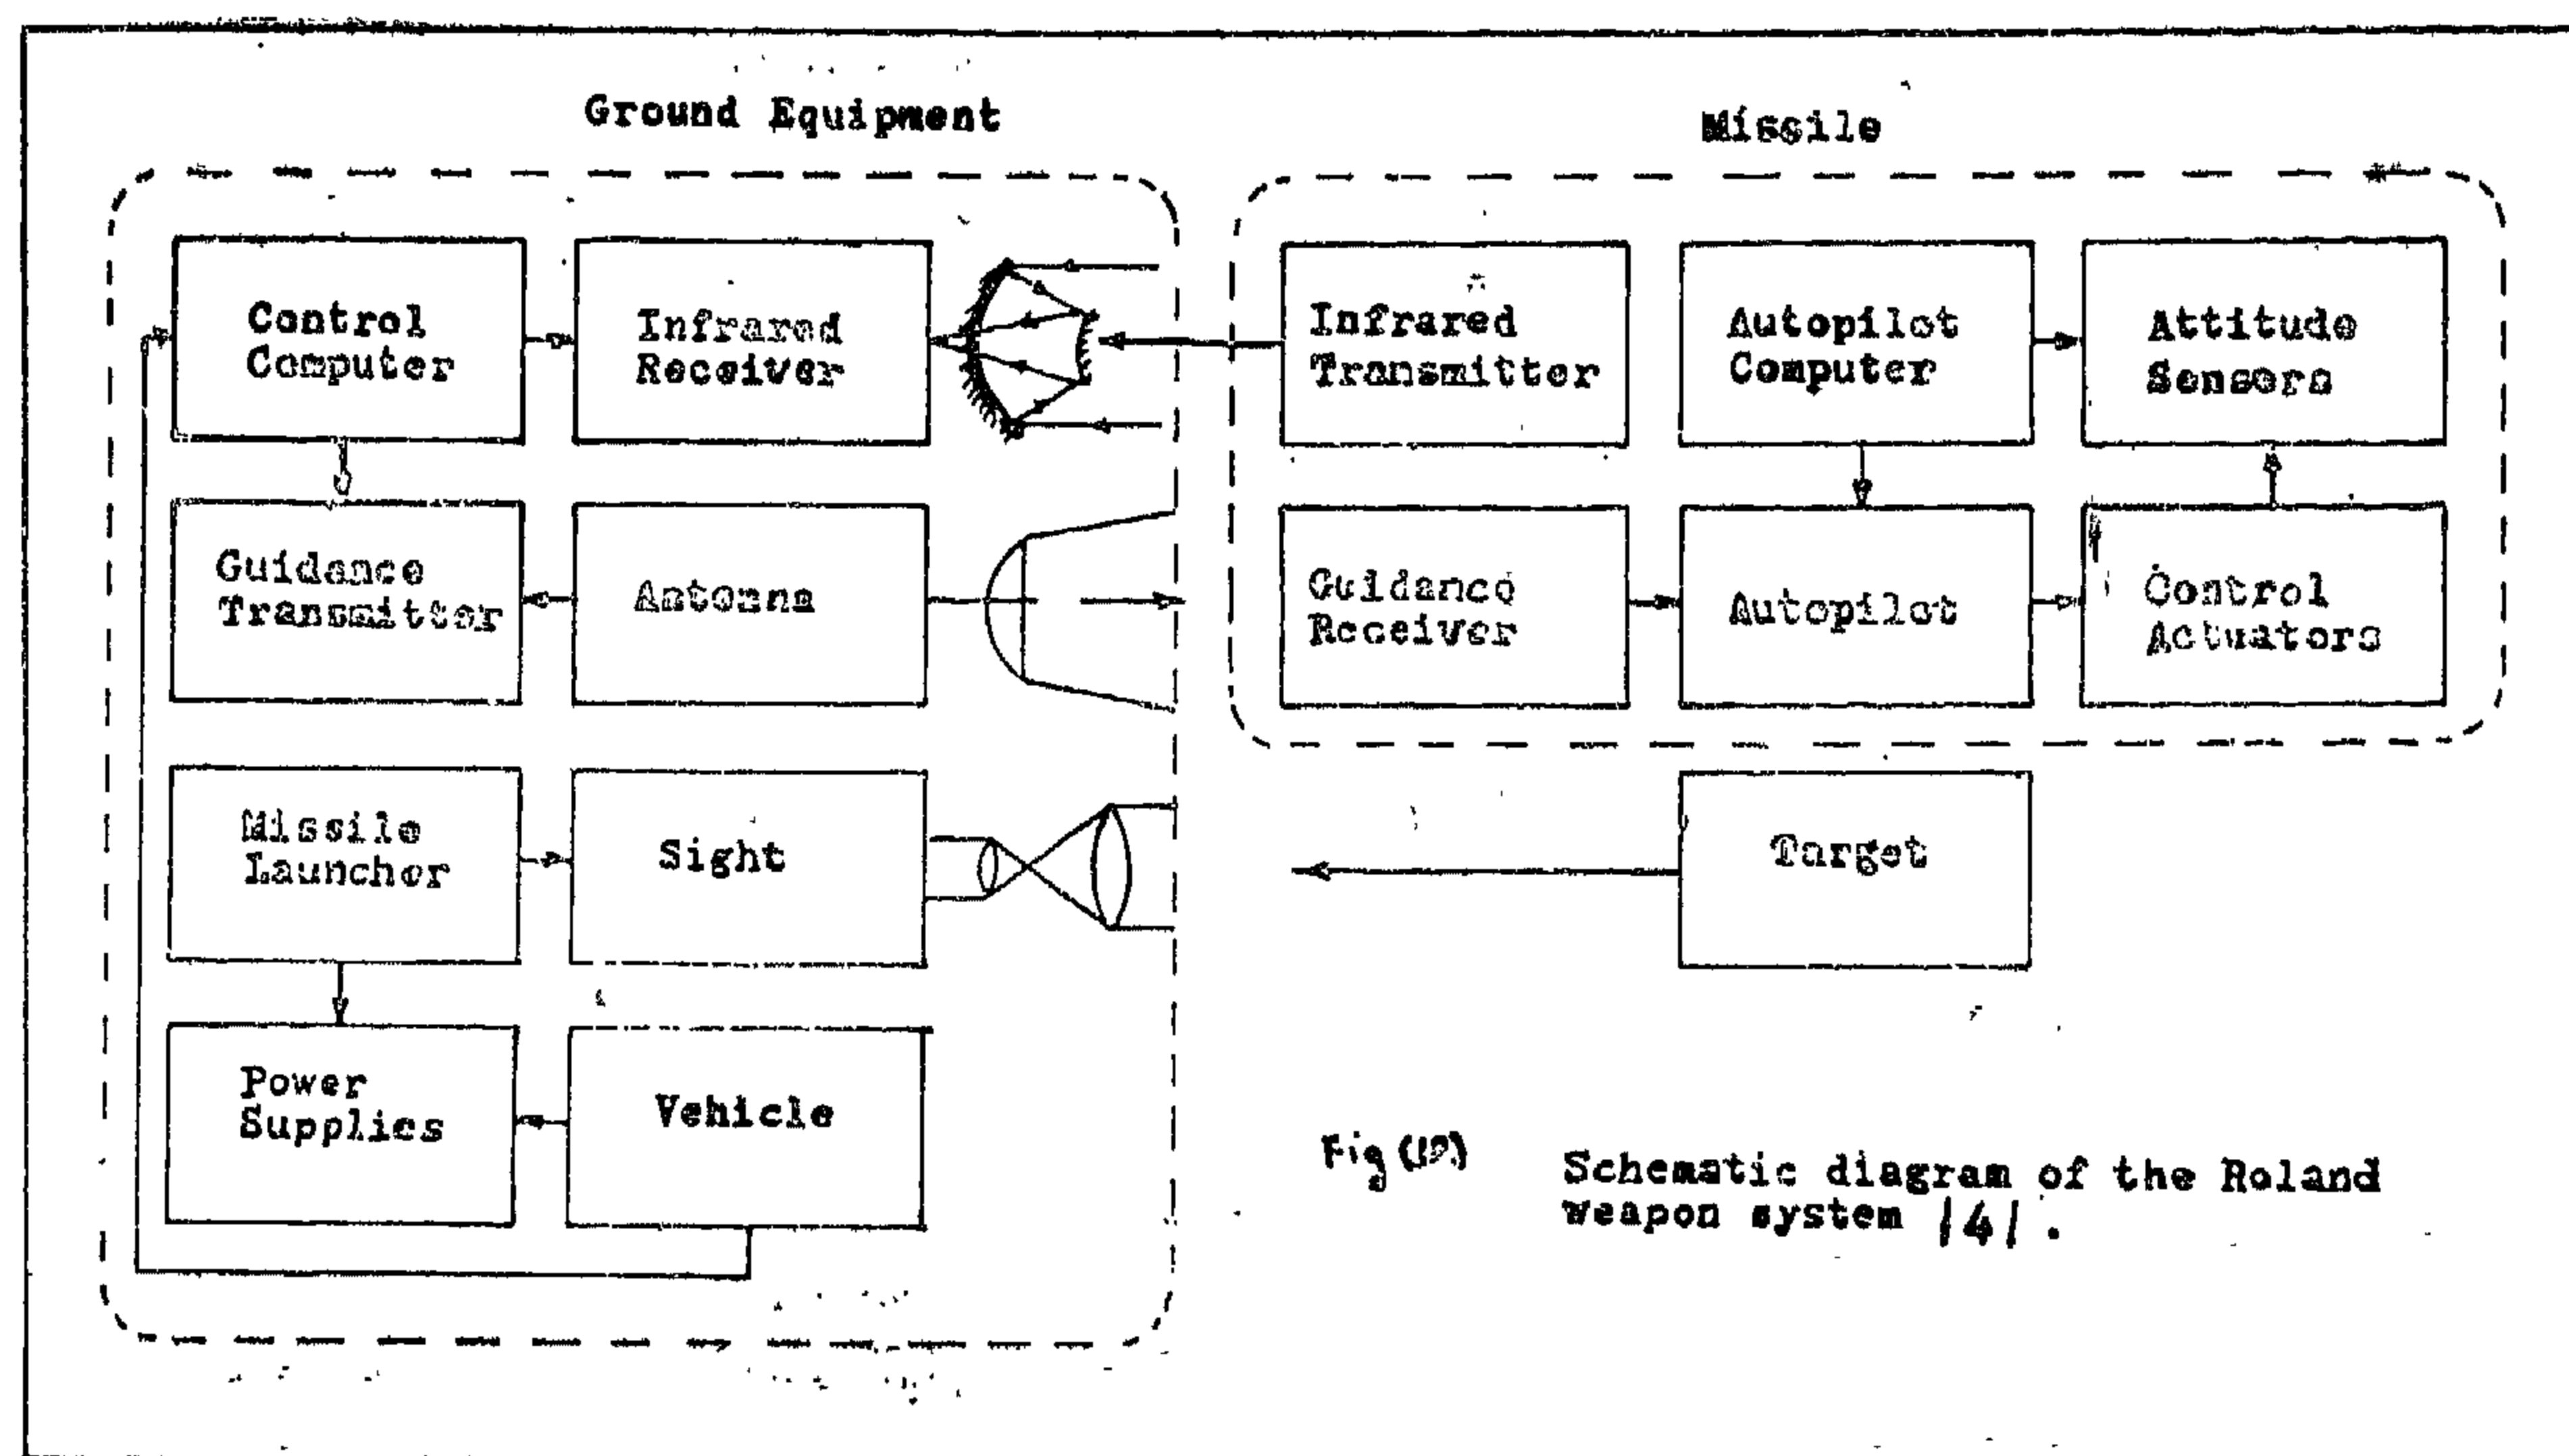 Ground Equipment
Missile
Control
Computer
Infrared
Receiver
Infrared
Transmitter
Autopilot
Computer
Attitude
Sensors
Guidance
Transmitter
Antenna
Guidance
Receiver
Autopilot
Control
Actuators
Missile
Launcher
Sight
Target
Power
Supplies
Vehicle
Fig
Schematic diagram of the Roland
weapon system /4/.